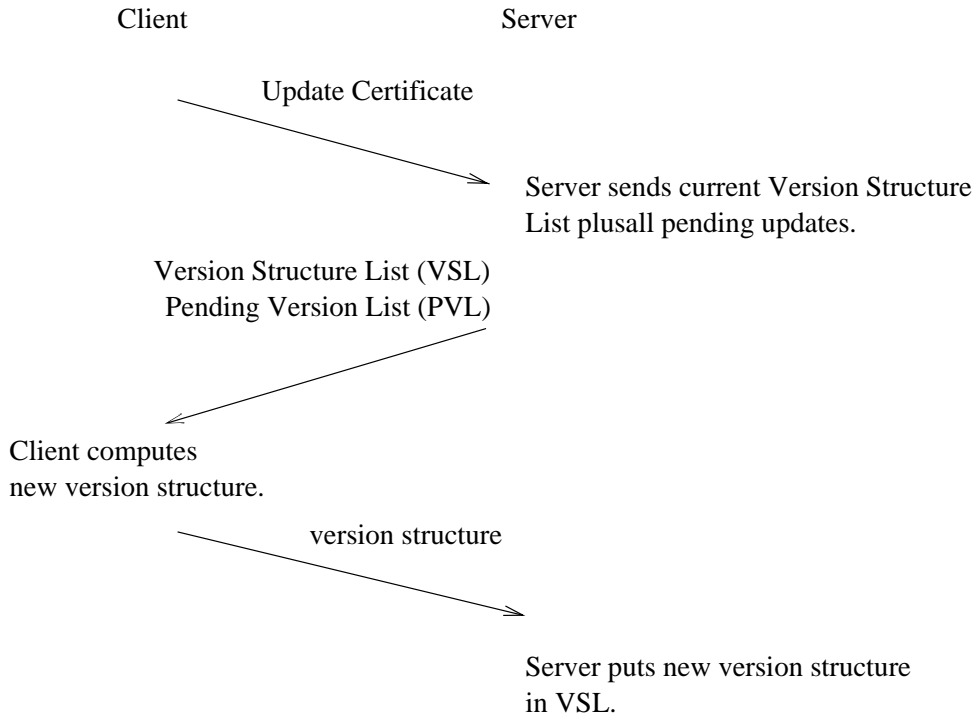 Client
Server
Update Certificate
Server sends current Version Structure
List plusall pending updates.
Version Structure List (VSL)
Pending Version List (PVL)
Client computes
new version structure.
version structure
Server puts new version structure
in VSL.